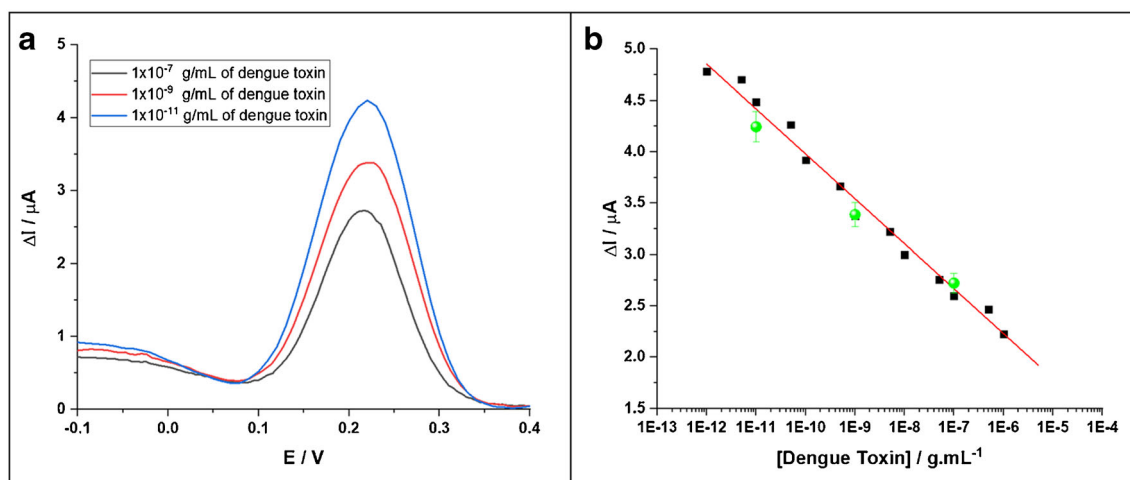 a
5
4
3
2
1
0
ΔI / μA
1x10⁻⁷ g/mL of dengue toxin
1x10⁻⁹ g/mL of dengue toxin
1x10⁻¹¹ g/mL of dengue toxin
-0.1 0.0 0.1 0.2 0.3 0.4
E / V
b
5.0
4.5
4.0
3.5
3.0
2.5
2.0
1.5
ΔI / μA
1E-13 1E-12 1E-11 1E-10 1E-9 1E-8 1E-7 1E-6 1E-5 1E-4
[Dengue Toxin] / g.mL⁻¹